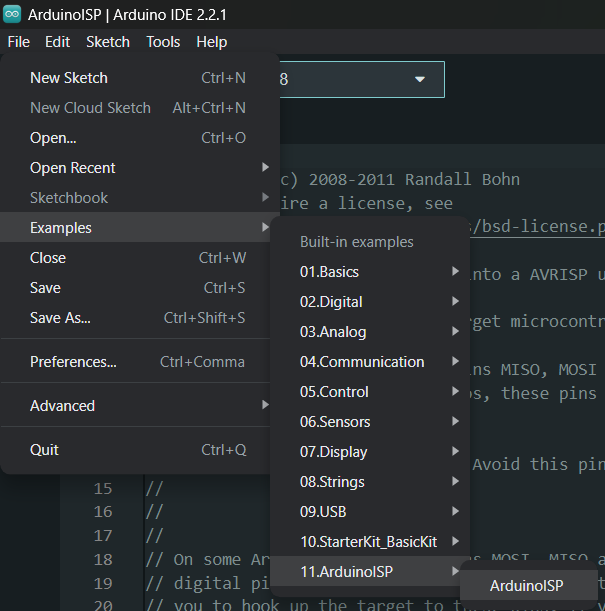 ArduinoISP | Arduino IDE 2.2.1
File Edit Sketch Tools Help
8
New Sketch Ctrl+N
New Cloud Sketch Alt+Ctrl+N
Open... Ctrl+O
Open Recent
Sketchbook
Examples
Close Ctrl+W
Save Ctrl+S
Save As... Ctrl+Shift+S
Preferences... Ctrl+Comma
Advanced
Quit Ctrl+Q
Built-in examples
01.Basics
02.Digital
03.Analog
04.Communication
05.Control
06.Sensors
07.Display
08.Strings
09.USB
10.StarterKit_BasicKit
11.ArduinoISP
ArduinoISP
c) 2008-2011 Randall Bohn
ire a license, see
/bsd-license.p
into a AVRISP u
rget microcontr
ns MISO, MOSI
s, these pins
Avoid this pin
15 //
16 //
17 //
18 // On some Ar s MOSI, MISO a
19 // digital pi
20 // you to hook up the target to